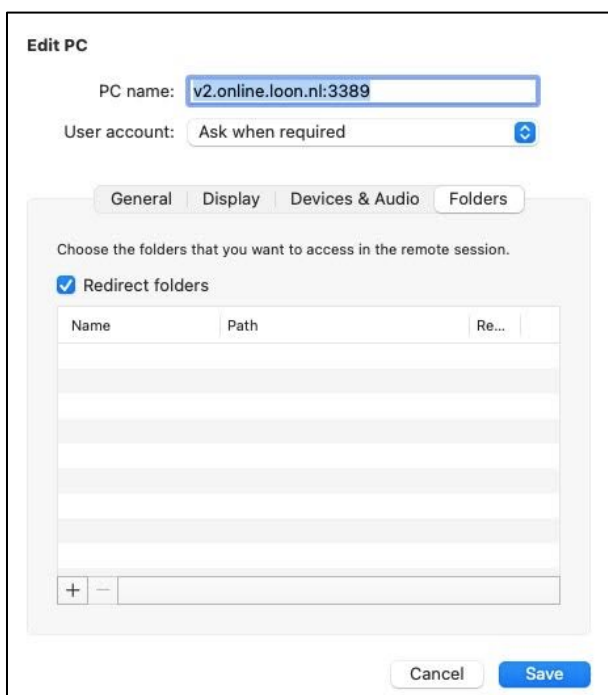 Edit PC
PC name: v2.online.loon.nl:3389
User account: Ask when required
General Display Devices & Audio Folders
Choose the folders that you want to access in the remote session.
Redirect folders
Name Path Re...
+ −
Cancel Save